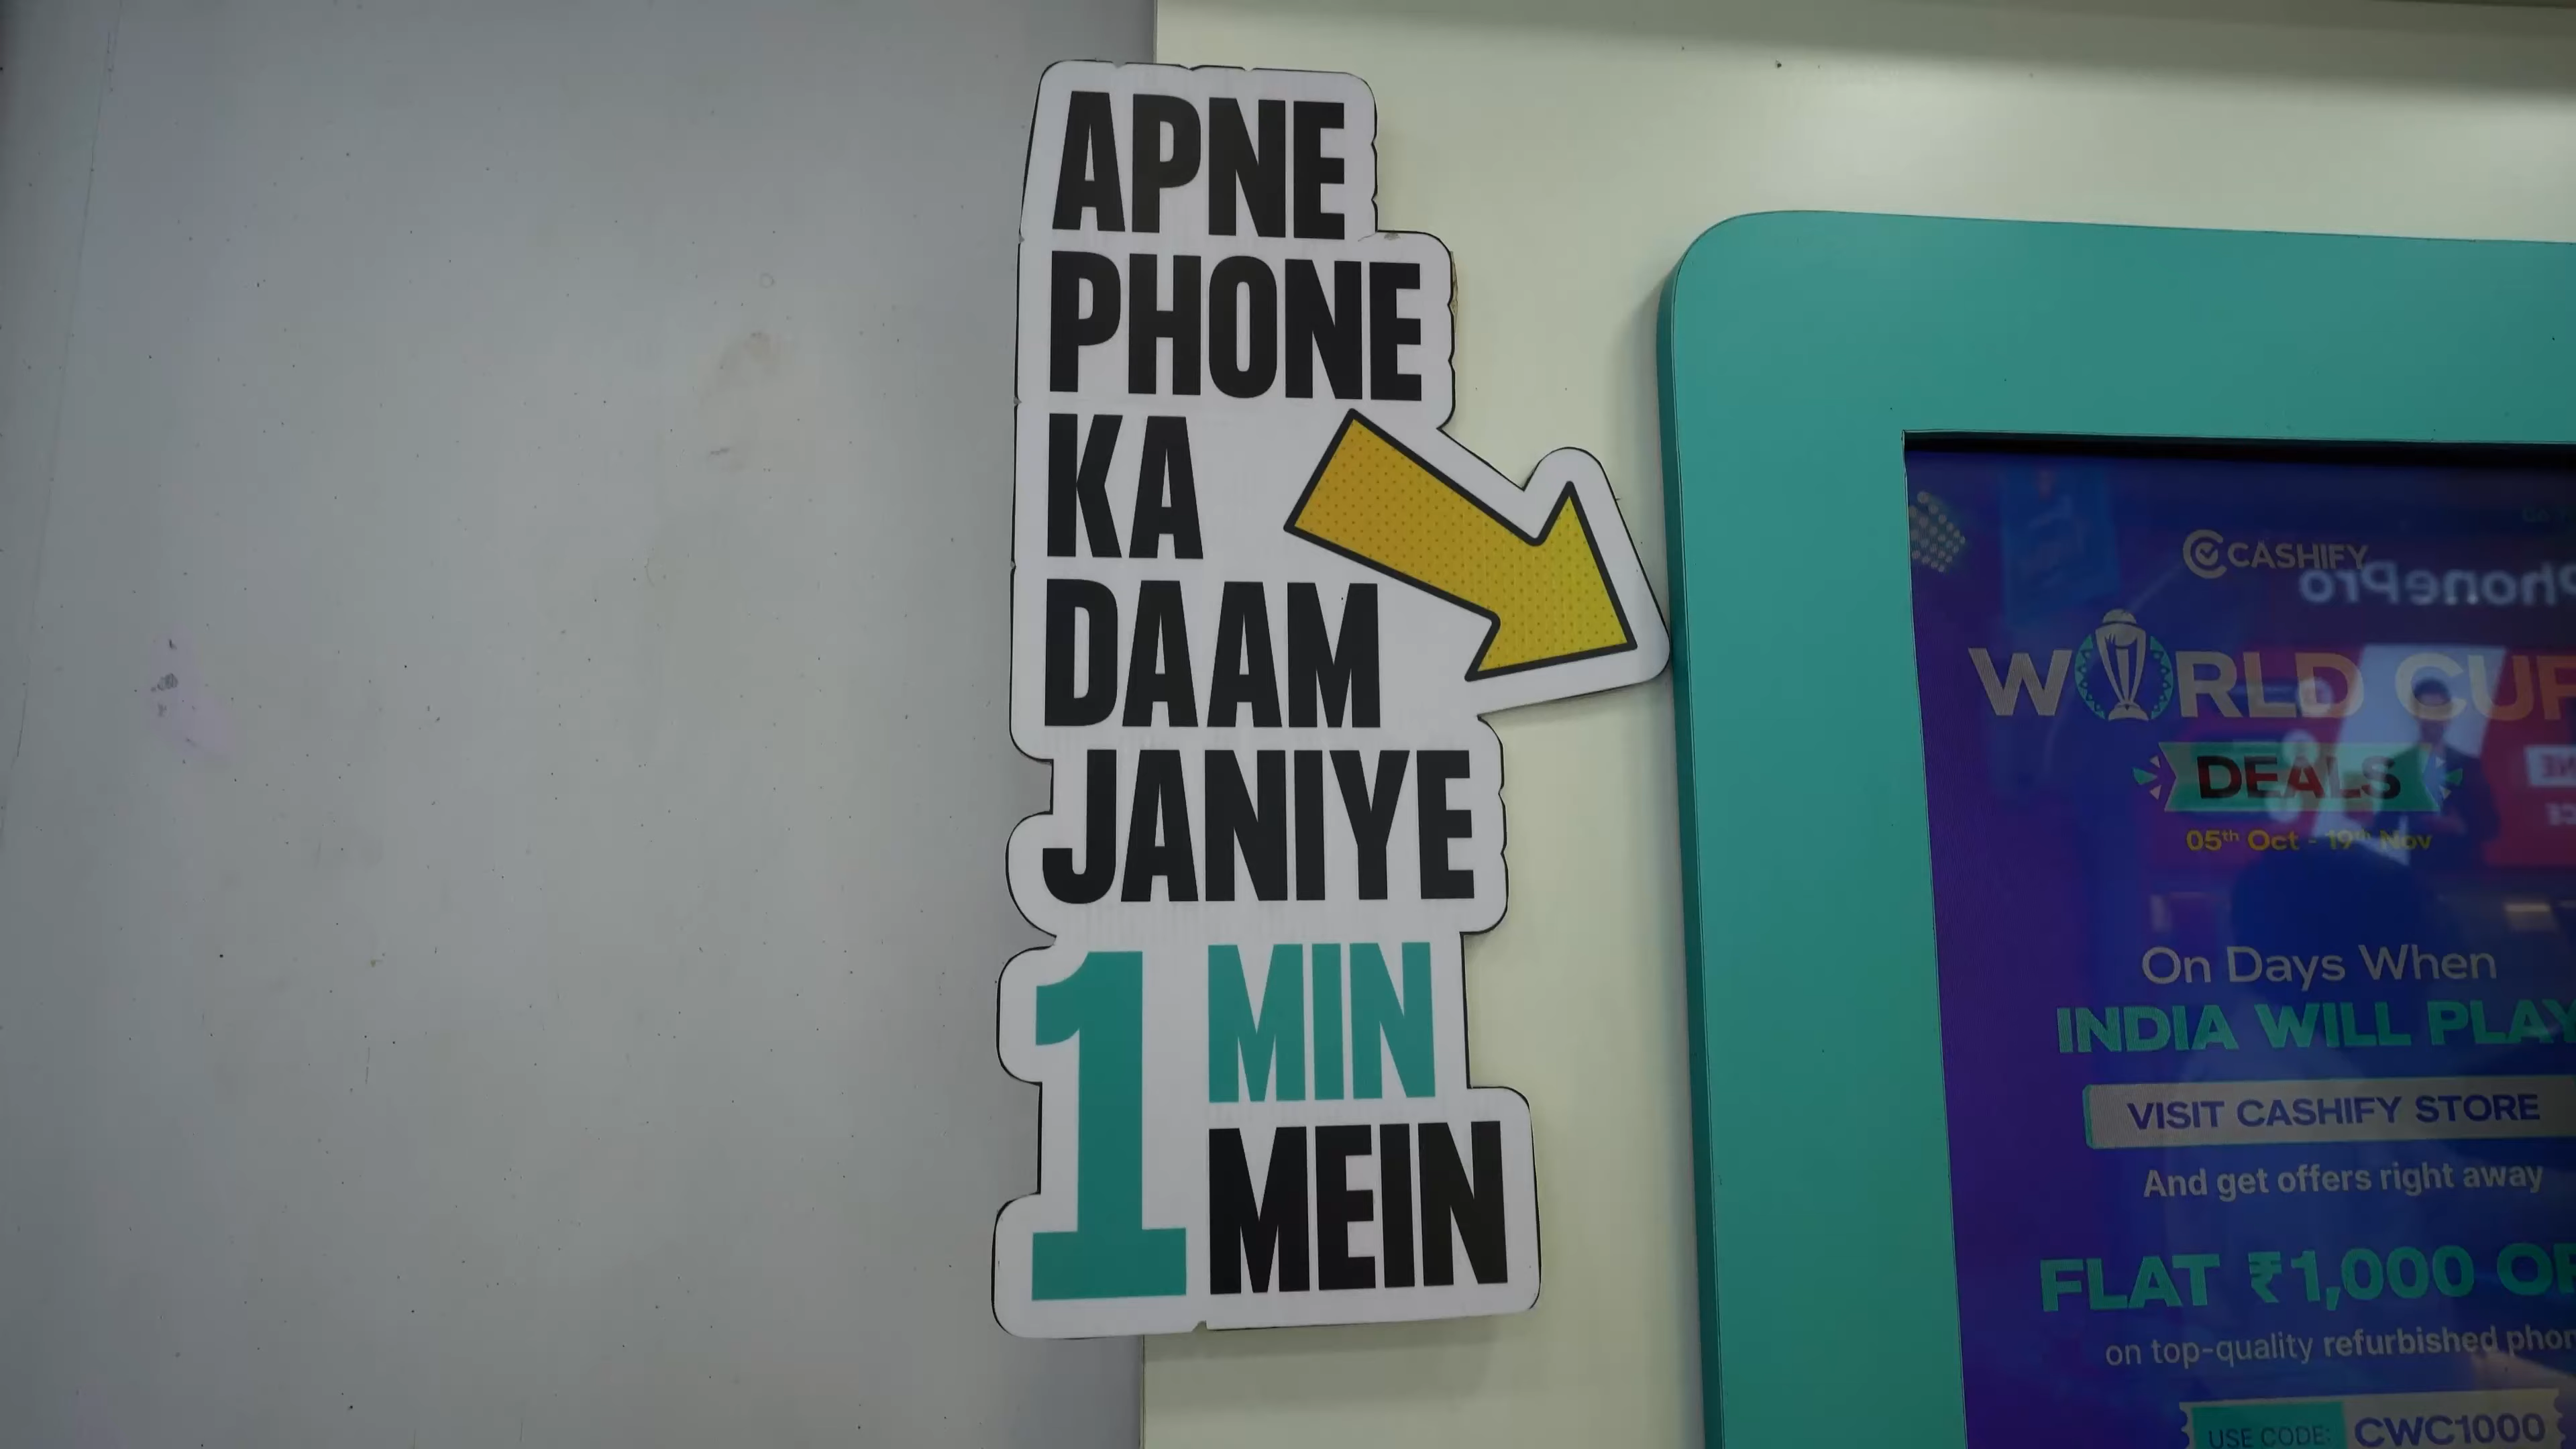 APNE
PHONE
KA
DAAM
JANIYE
1 MIN
MEIN
CASHIFY
PhonePro
WORLD CUP
DEALS
05th Oct - 19th Nov
On Days When
INDIA WILL PLAY
VISIT CASHIFY STORE
And get offers right away
FLAT ₹1,000
on top-quality refurbished
USE CODE: CWC1000